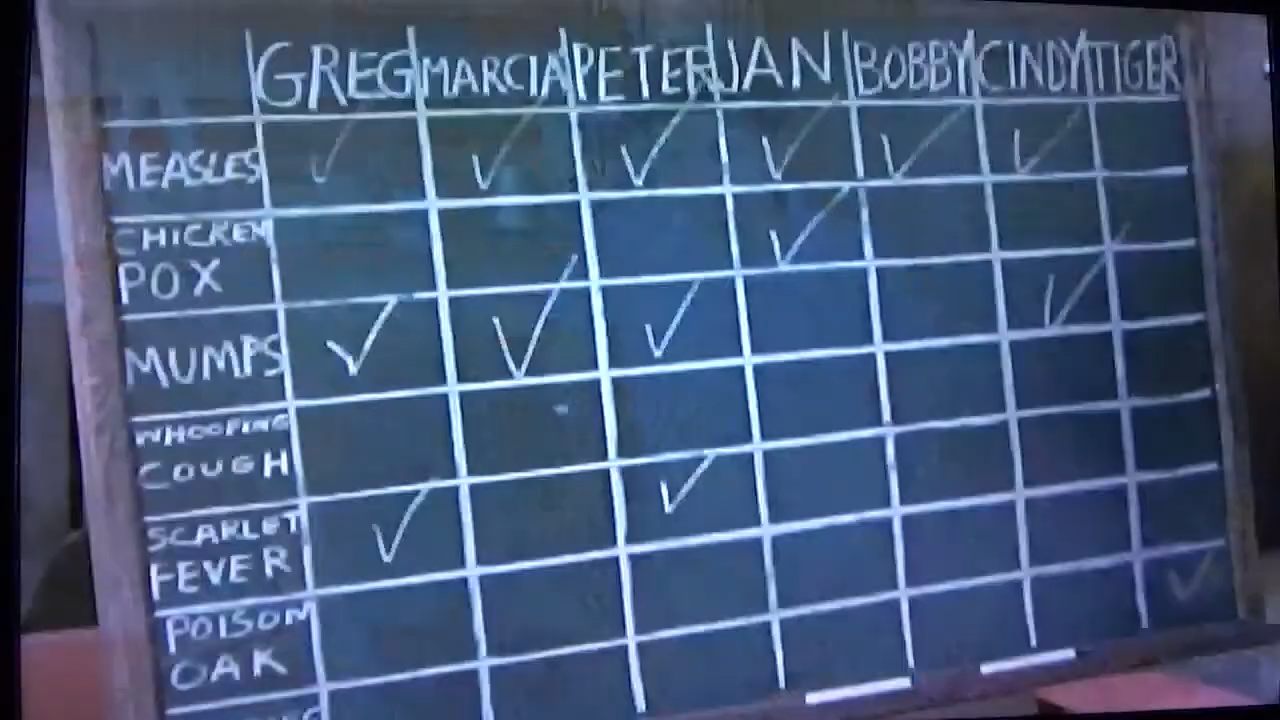 GREG MARCIA PETER JAN BOBBY CINDY TIGER
MEASLES ✓ ✓ ✓ ✓ ✓ ✓
CHICKEN
POX ✓
MUMPS ✓ ✓ ✓ ✓
WHOOPING
COUGH
SCARLET
FEVER ✓ ✓
POISON
OAK ✓